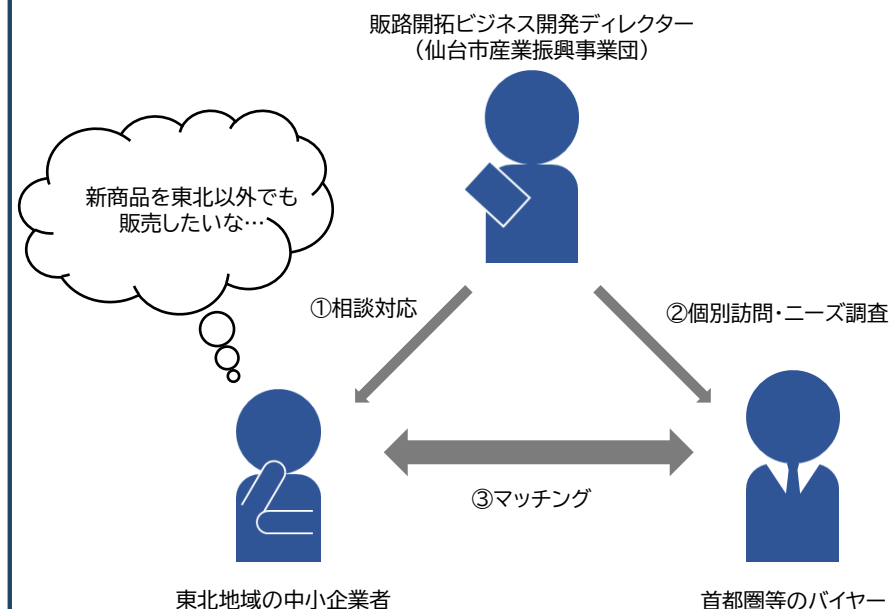 販路開拓ビジネス開発ディレクター
（仙台市産業振興事業団）
新商品を東北以外でも
販売したいな…
①相談対応
②個別訪問・ニーズ調査
③マッチング
東北地域の中小企業者
首都圏等のバイヤー